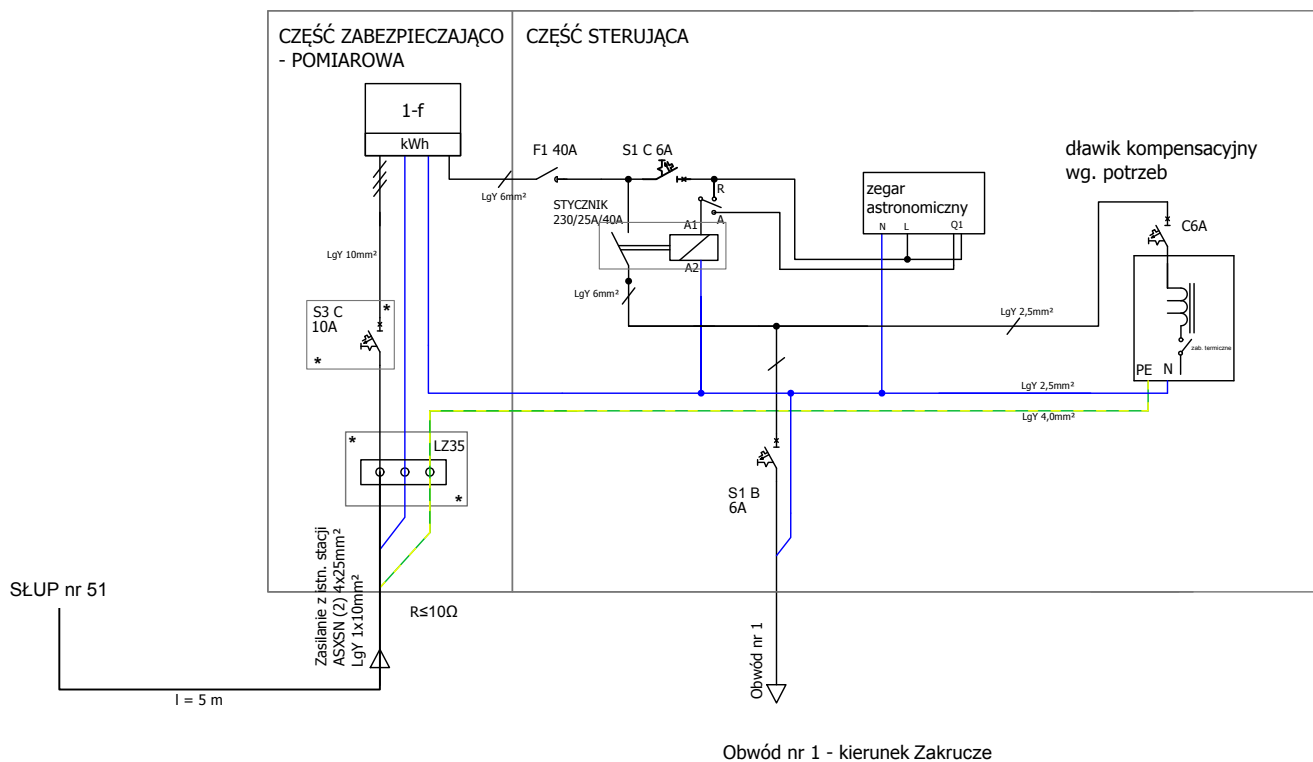 CZĘŚĆ ZABEZPIECZAJĄCO
- POMIAROWA
CZĘŚĆ STERUJĄCA
1-f
kWh
F1 40A
S1 C 6A
LgY 6mm²
STYCZNIK
230/25A/40A
R
A
A1
A2
zegar
astronomiczny
N
L
Q1
dławik kompensacyjny
wg. potrzeb
C6A
LgY 10mm²
LgY 6mm²
LgY 2,5mm²
S3 C
10A
*
*
zab. termiczne
PE
N
LgY 2,5mm²
LgY 4,0mm²
*
LZ35
*
S1 B
6A
Zasilanie z istn. stacji
ASXSN (2) 4x25mm²
LgY 1x10mm²
R≤10Ω
SŁUP nr 51
l = 5 m
Obwód nr 1
Obwód nr 1 - kierunek Zakrucze